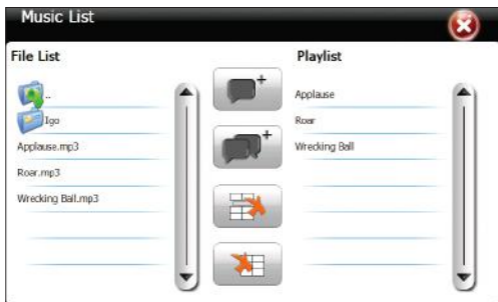 Music List
File List
..
Igo
Applause.mp3
Roar.mp3
Wrecking Ball.mp3
Playlist
Applause
Roar
Wrecking Ball